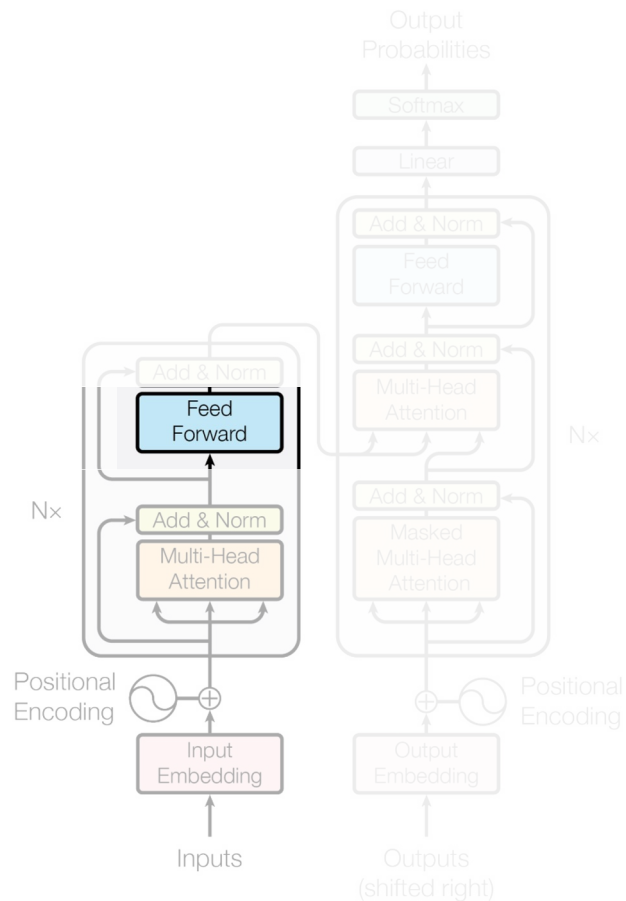 Output
Probabilities
Softmax
Linear
Add & Norm
Feed
Forward
Add & Norm
Multi-Head
Attention
Nx
Add & Norm
Masked
Multi-Head
Attention
Positional
Encoding
Output
Embedding
Outputs
(shifted right)
Add & Norm
Feed
Forward
Nx
Add & Norm
Multi-Head
Attention
Positional
Encoding
Input
Embedding
Inputs